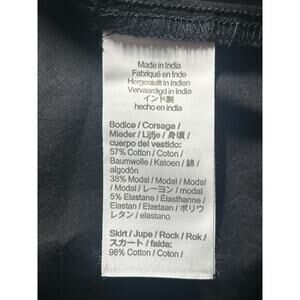 Made in India
Fabriqué en Inde
Hergestellt in Indien
Vervaardigd in India
インド製
hecho en India
Bodice / Corsage /
Mieder / Lijfje / 身頃 /
cuerpo del vestido:
57% Cotton / Coton /
Baumwolle / Katoen / 綿 /
algodón
38% Modal / Modal / Modal
/ Modal / レーヨン / modal
5% Elastane / Élasthanne /
Elastan / Elastaan / ポリウ
レタン / elastano
Skirt / Jupe / Rock / Rok /
スカート / falda:
98% Cotton / Coton /